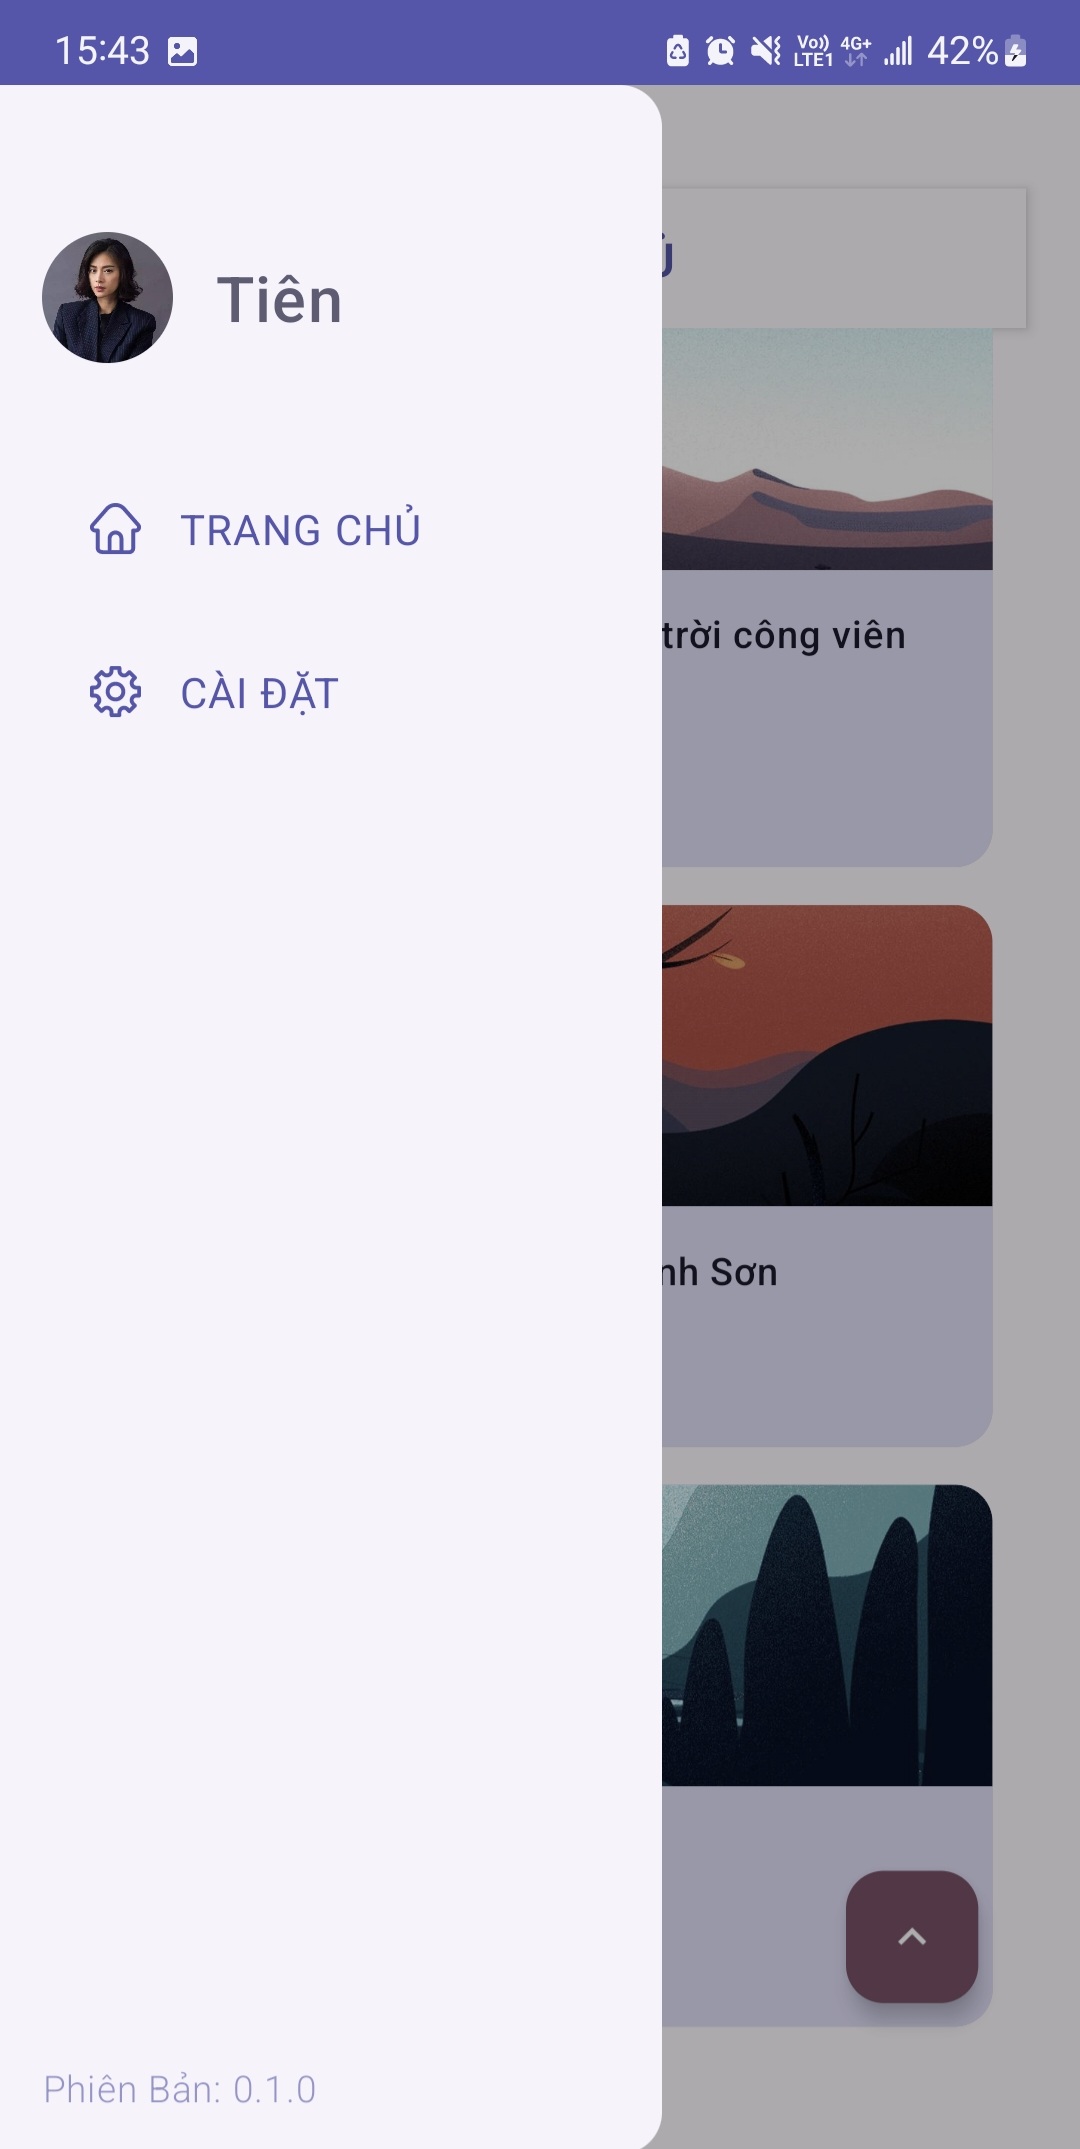 15:43 Vo)) LTE1 4G+ 42%
Tiên
TRANG CHỦ
CÀI ĐẶT
trời công viên
Sơn
Phiên Bản: 0.1.0